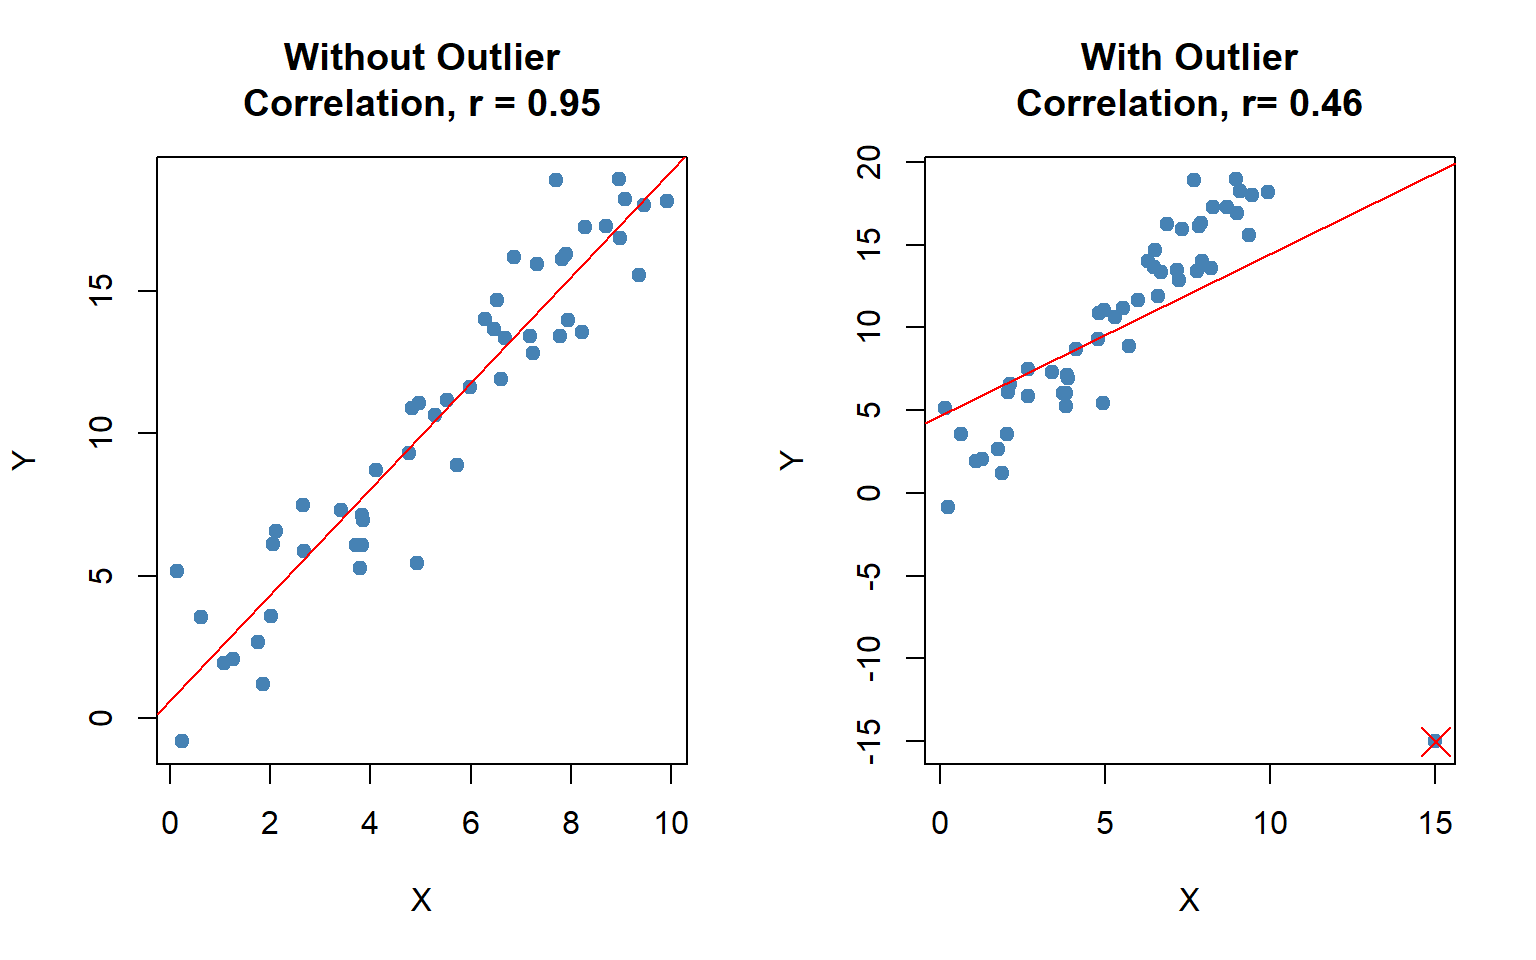 Without Outlier
Correlation, r = 0.95
Y
15
10
5
0
0 2 4 6 8 10
X
With Outlier
Correlation, r= 0.46
Y
20
15
10
5
0
-5
-10
-15
0 5 10 15
X